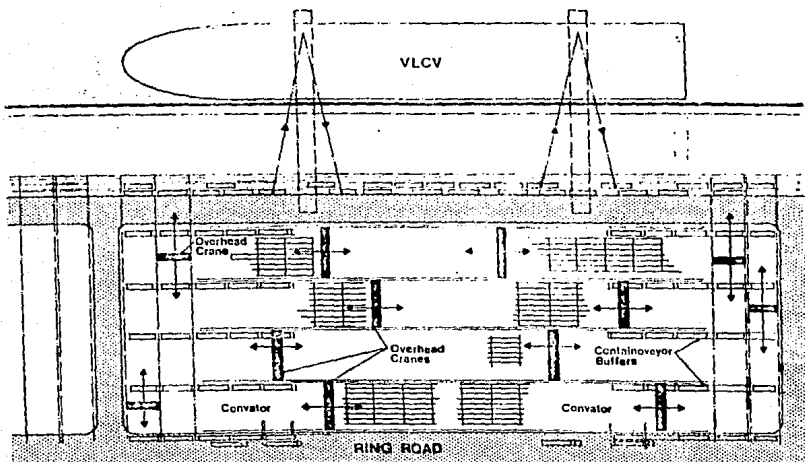 VLCV
Overhead
Crane
Overhead
Cranes
Containoveyor
Buffers
Convator
Convator
RING ROAD